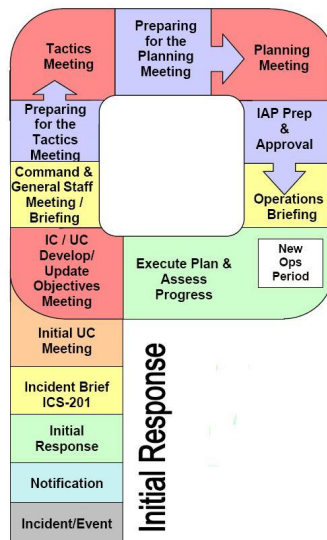 Tactics
Meeting
Preparing
for the
Planning
Meeting
Planning
Meeting
Preparing
for the
Tactics
Meeting
IAP Prep
&
Approval
Command &
General Staff
Meeting /
Briefing
Operations
Briefing
IC / UC
Develop/
Update
Objectives
Meeting
Execute Plan &
Assess
Progress
New
Ops
Period
Initial UC
Meeting
Incident Brief
ICS-201
Initial
Response
Notification
Incident/Event
Initial Response